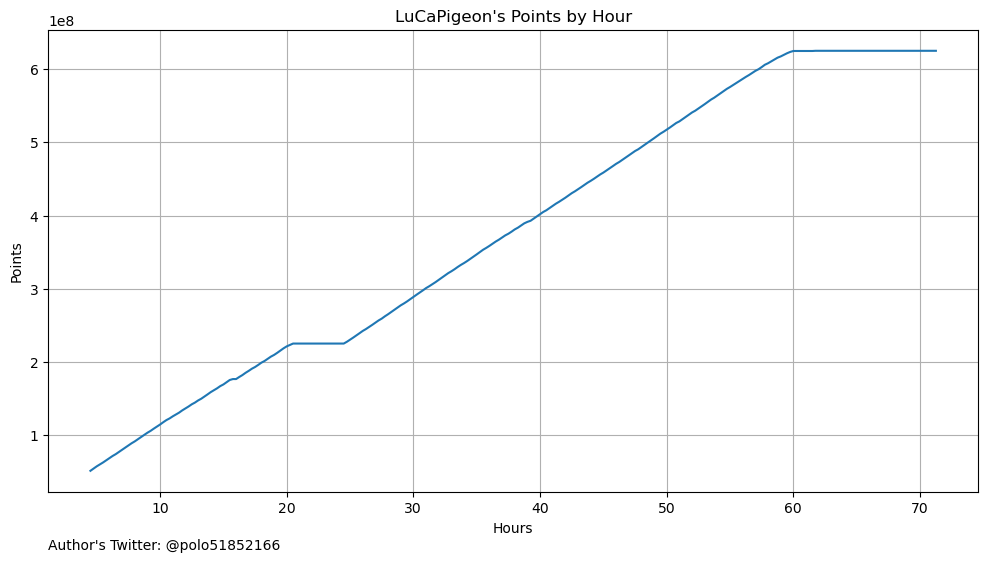 LuCaPigeon's Points by Hour
1e8
6
5
4
3
2
1
Points
10 20 30 40 50 60 70
Hours
Author's Twitter: @polo51852166